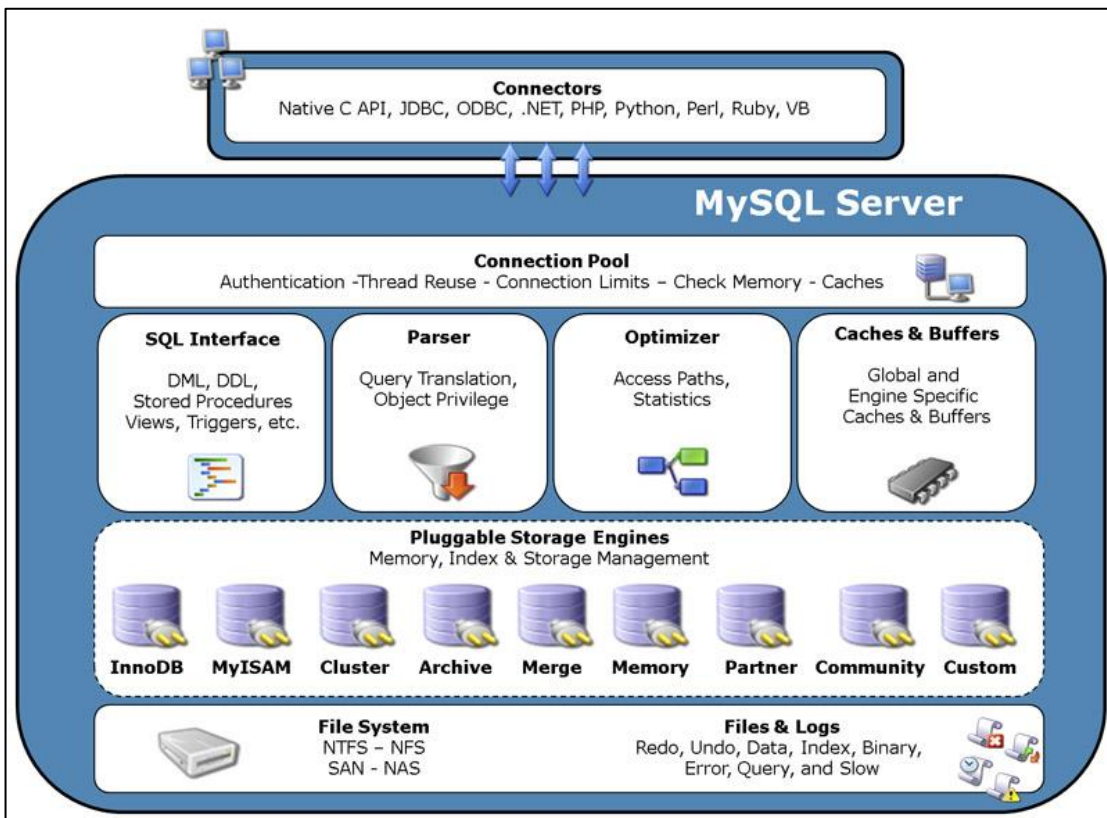 Connectors
Native C API, JDBC, ODBC, .NET, PHP, Python, Perl, Ruby, VB
MySQL Server
Connection Pool
Authentication -Thread Reuse - Connection Limits – Check Memory - Caches
SQL Interface
DML, DDL,
Stored Procedures
Views, Triggers, etc.
Parser
Query Translation,
Object Privilege
Optimizer
Access Paths,
Statistics
Caches & Buffers
Global and
Engine Specific
Caches & Buffers
Pluggable Storage Engines
Memory, Index & Storage Management
InnoDB MyISAM Cluster Archive Merge Memory Partner Community Custom
File System
NTFS – NFS
SAN - NAS
Files & Logs
Redo, Undo, Data, Index, Binary,
Error, Query, and Slow